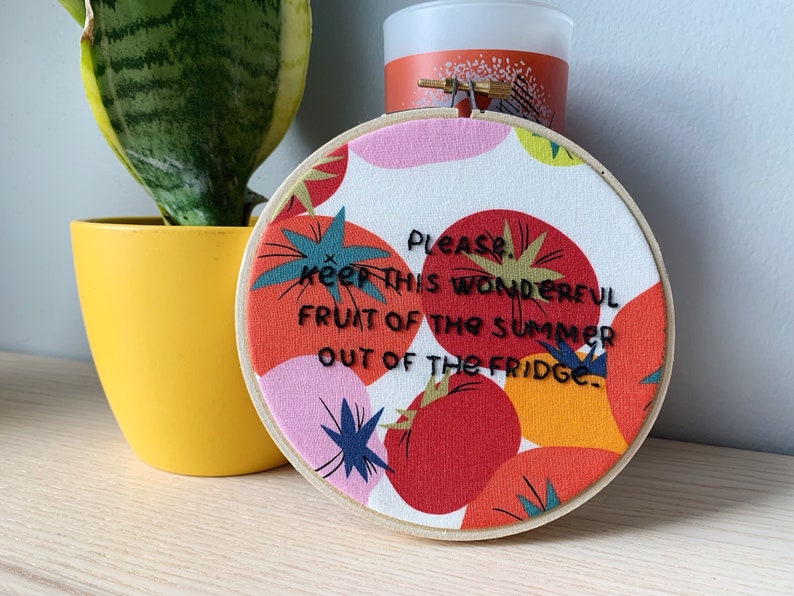 Please.
Keep this wonderful
fruit of the summer
out of the fridge.